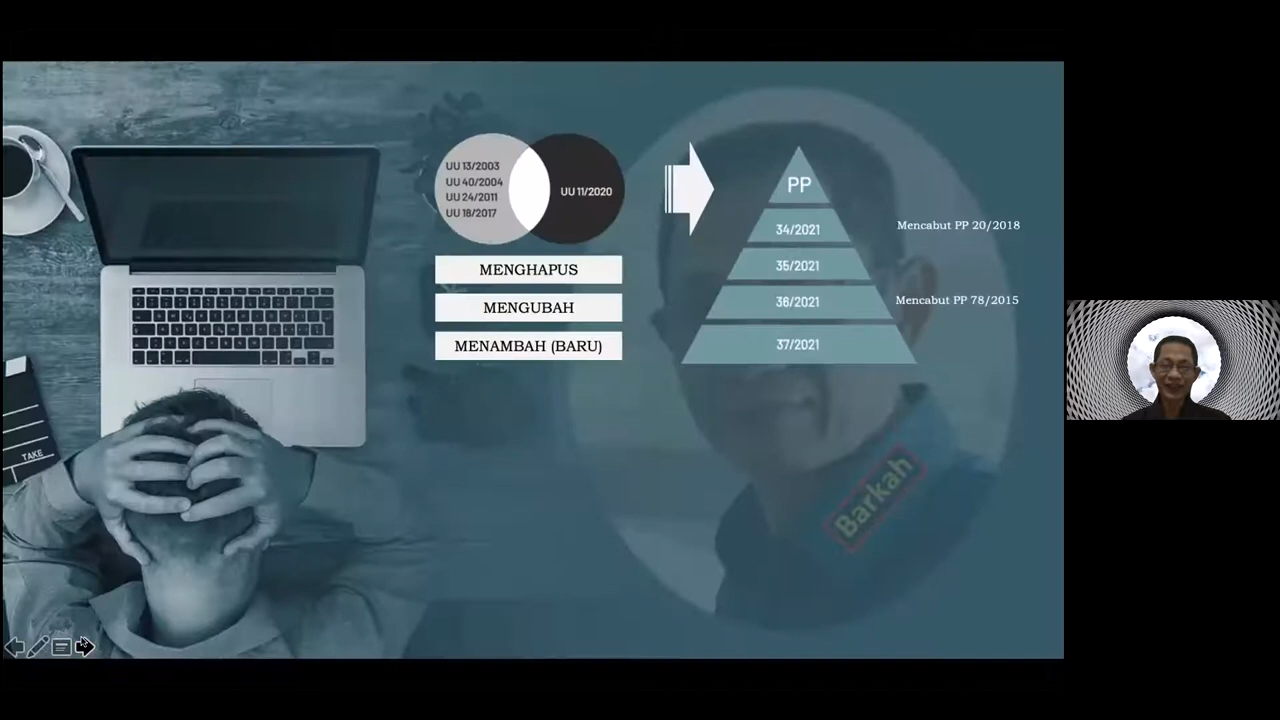 UU 13/2003
UU 40/2004
UU 24/2011
UU 18/2017
UU 11/2020
MENGHAPUS
MENGUBAH
MENAMBAH (BARU)
PP
34/2021
35/2021
36/2021
37/2021
Mencabut PP 20/2018
Mencabut PP 78/2015
TAKE
Barkah